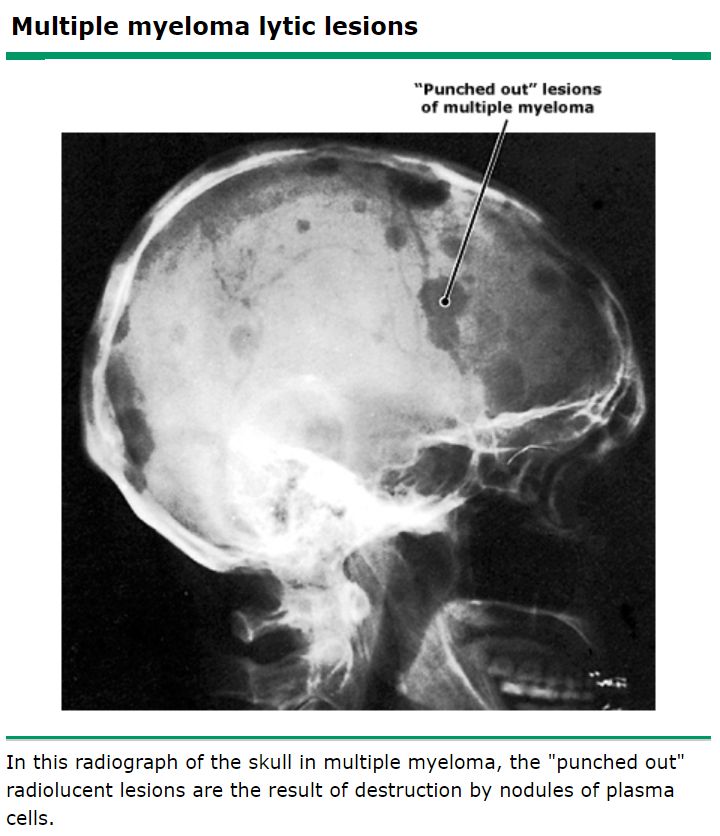 Multiple myeloma lytic lesions
“Punched out” lesions
of multiple myeloma
In this radiograph of the skull in multiple myeloma, the "punched out"
radiolucent lesions are the result of destruction by nodules of plasma
cells.